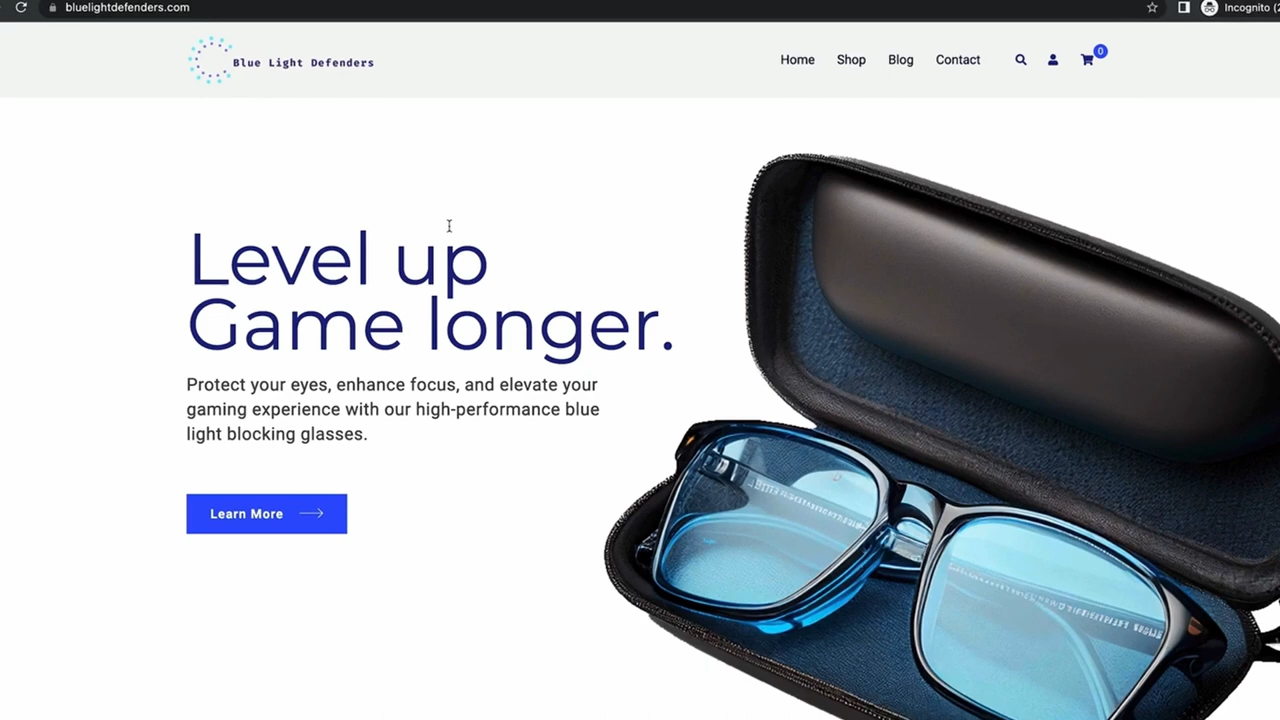 bluelightdefenders.com
Incognito (2
Blue Light Defenders
Home Shop Blog Contact
0
Level up
Game longer.
Protect your eyes, enhance focus, and elevate your
gaming experience with our high-performance blue
light blocking glasses.
Learn More